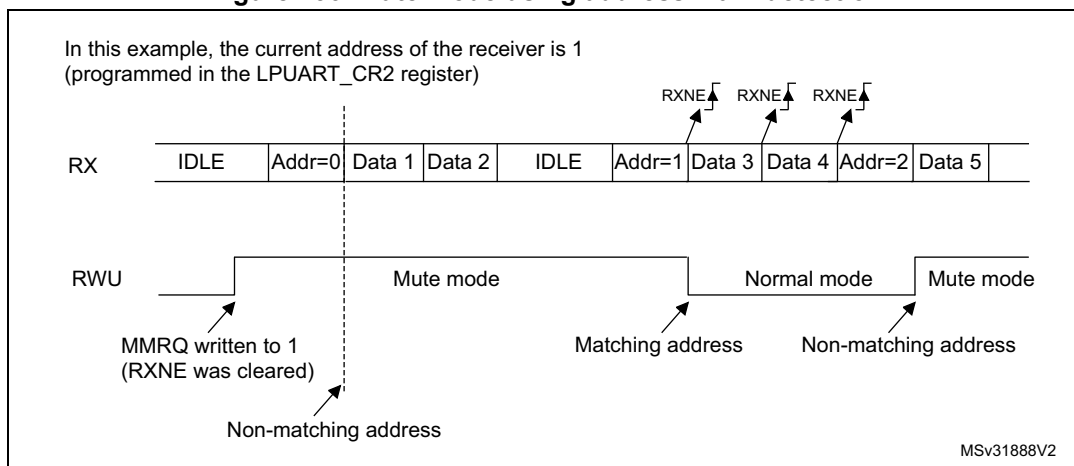 In this example, the current address of the receiver is 1
(programmed in the LPUART_CR2 register)
RXNE RXNE RXNE
RX IDLE Addr=0 Data 1 Data 2 IDLE Addr=1 Data 3 Data 4 Addr=2 Data 5
RWU Mute mode Normal mode Mute mode
MMRQ written to 1 Matching address Non-matching address
(RXNE was cleared)
Non-matching address
MSv31888V2